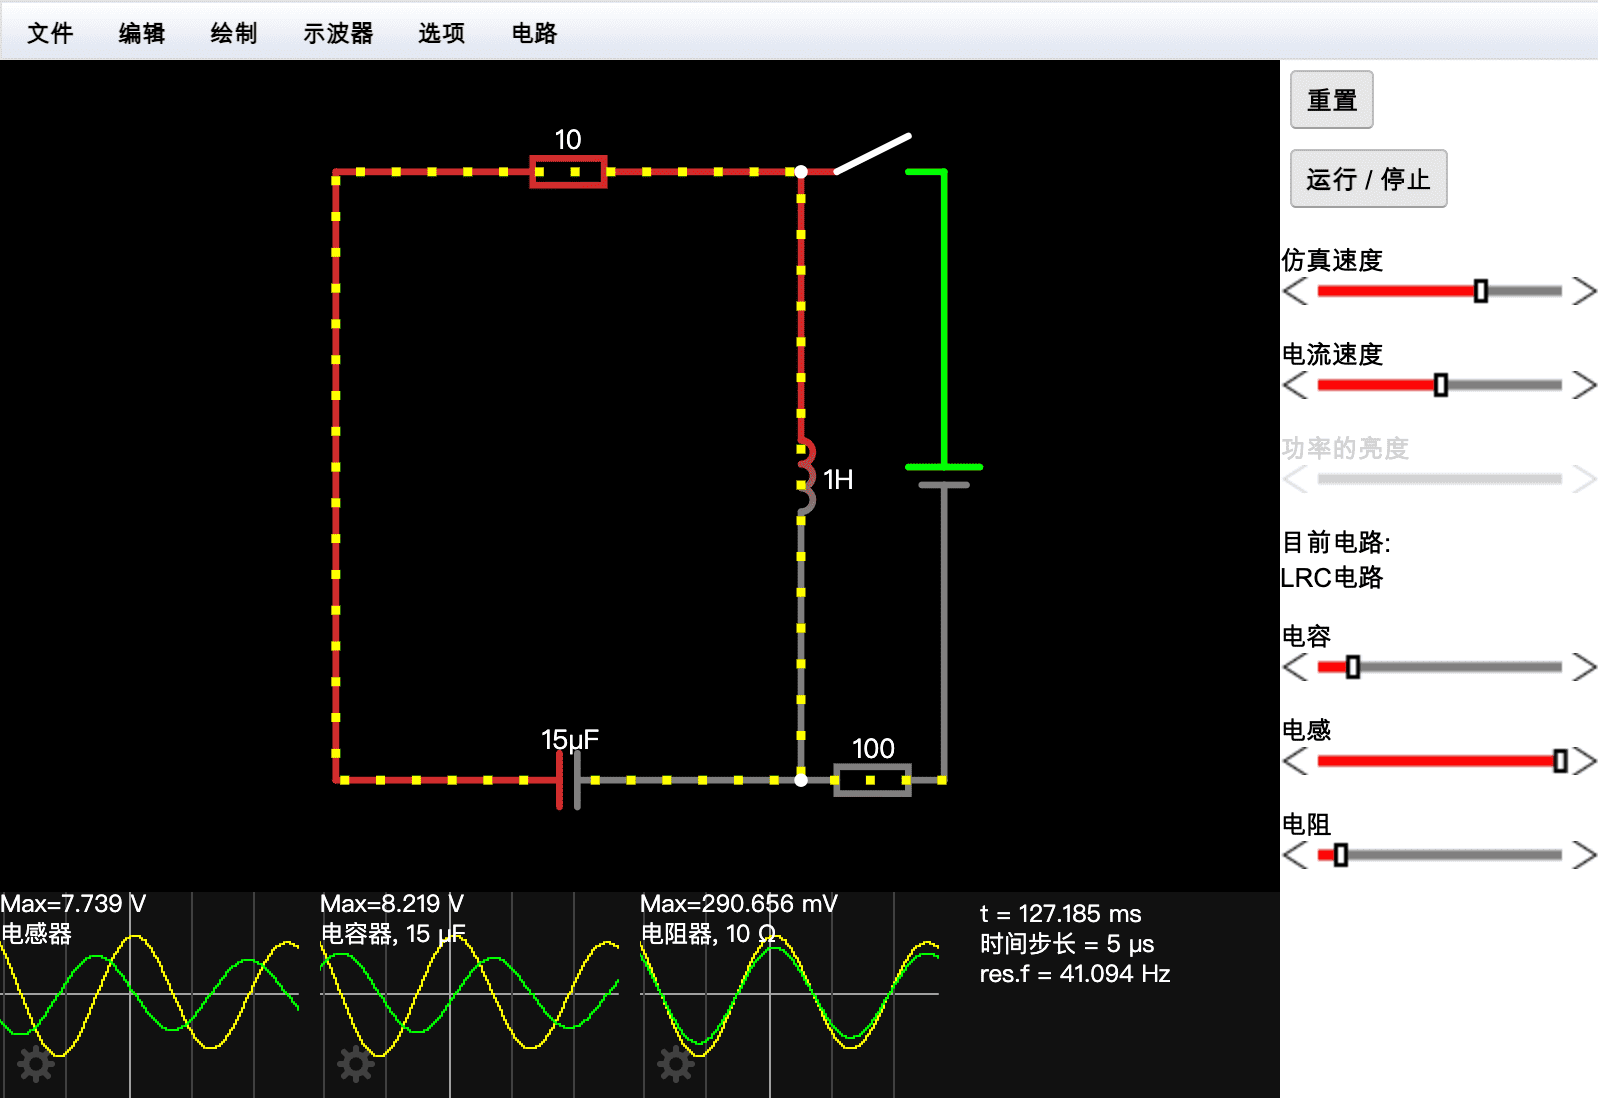 文件 编辑 绘制 示波器 选项 电路
重置
运行 / 停止
仿真速度
电流速度
功率的亮度
目前电路:
LRC电路
电容
电感
电阻
10
1H
15µF
100
Max=7.739 V
电感器
Max=8.219 V
电容器, 15 µF
Max=290.656 mV
电阻器, 10 Ω
t = 127.185 ms
时间步长 = 5 µs
res.f = 41.094 Hz